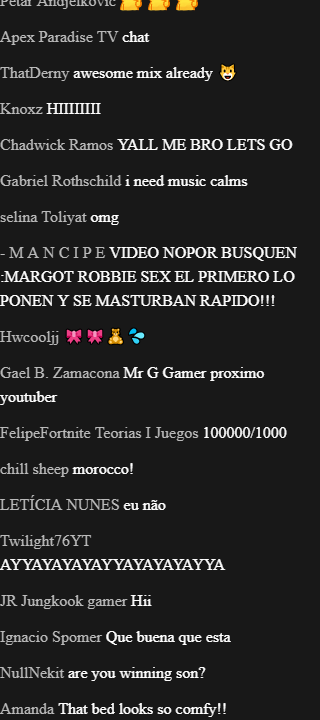 Petar Andjelkovic
Apex Paradise TV chat
ThatDerny awesome mix already 😺
Knoxz HIIIIIIII
Chadwick Ramos YALL ME BRO LETS GO
Gabriel Rothschild i need music calms
selina Toliyat omg
- M A N C I P E VIDEO NOPOR BUSQUEN
:MARGOT ROBBIE SEX EL PRIMERO LO
PONEN Y SE MASTURBAN RAPIDO!!!
Hwcooljj 🎀🎀🧸💦
Gael B. Zamacona Mr G Gamer proximo
youtuber
FelipeFortnite Teorias I Juegos 100000/1000
chill sheep morocco!
LETÍCIA NUNES eu não
Twilight76YT
AYYAYAYAYAYYAYAYAYAYYA
JR Jungkook gamer Hii
Ignacio Spomer Que buena que esta
NullNekit are you winning son?
Amanda That bed looks so comfy!!